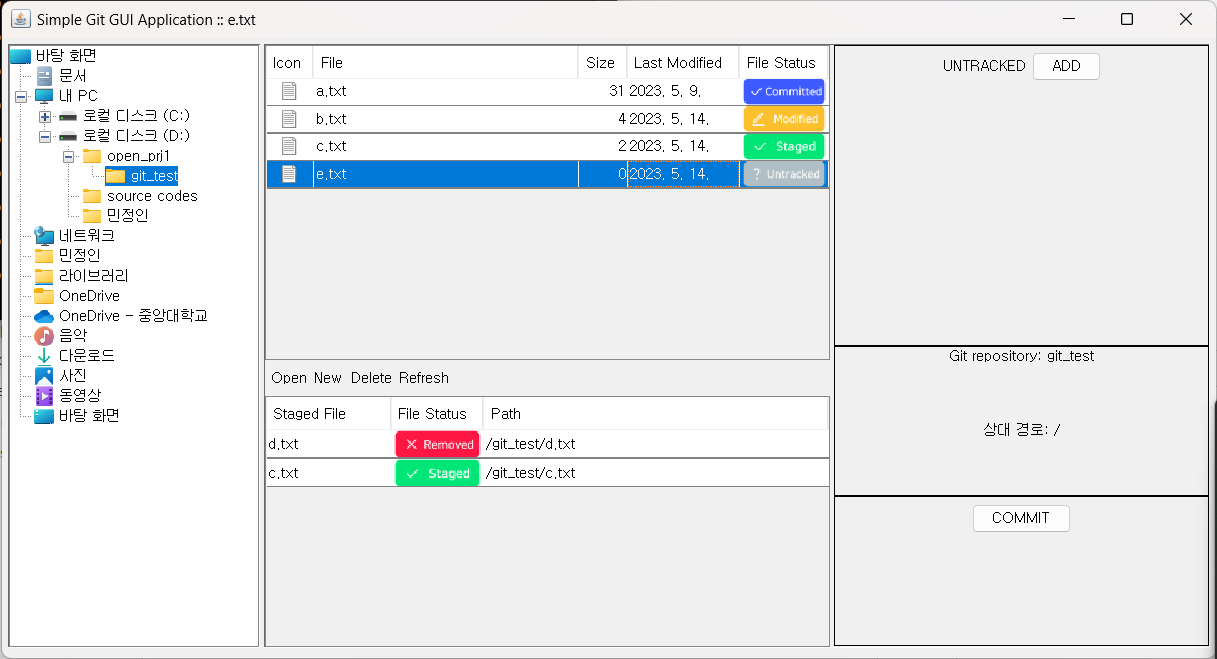 Simple Git GUI Application :: e.txt
바탕 화면
문서
내 PC
로컬 디스크 (C:)
로컬 디스크 (D:)
open_prj1
git_test
source codes
민정인
네트워크
민정인
라이브러리
OneDrive
OneDrive - 중앙대학교
음악
다운로드
사진
동영상
바탕 화면
Icon File Size Last Modified File Status
a.txt 31 2023. 5. 9. Committed
b.txt 4 2023. 5. 14. Modified
c.txt 2 2023. 5. 14. Staged
e.txt 0 2023. 5. 14. ? Untracked
Open New Delete Refresh
Staged File File Status Path
d.txt Removed /git_test/d.txt
c.txt Staged /git_test/c.txt
UNTRACKED ADD
Git repository: git_test
상대 경로: /
COMMIT